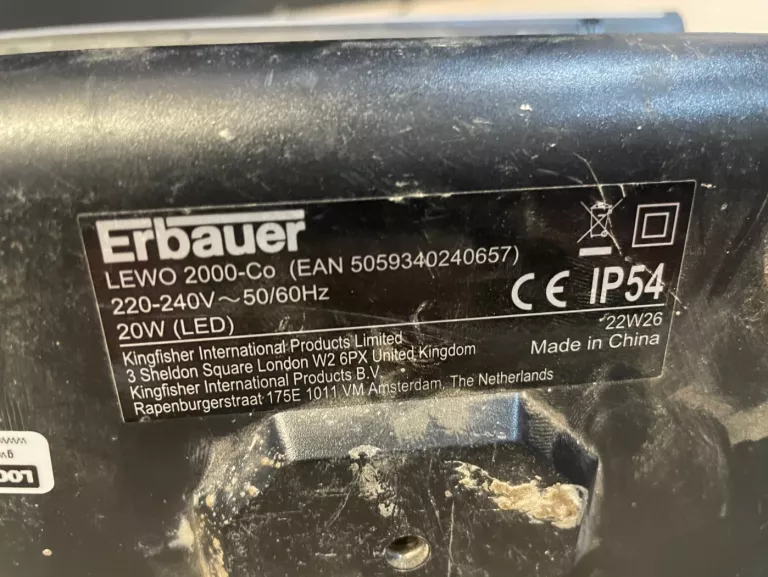 Erbauer
LEWO 2000-Co (EAN 5059340240657)
220-240V～50/60Hz
20W (LED)
CE IP54
22W26
Made in China
Kingfisher International Products Limited
3 Sheldon Square London W2 6PX United Kingdom
Kingfisher International Products B.V
Rapenburgerstraat 175E 1011 VM Amsterdam, The Netherlands